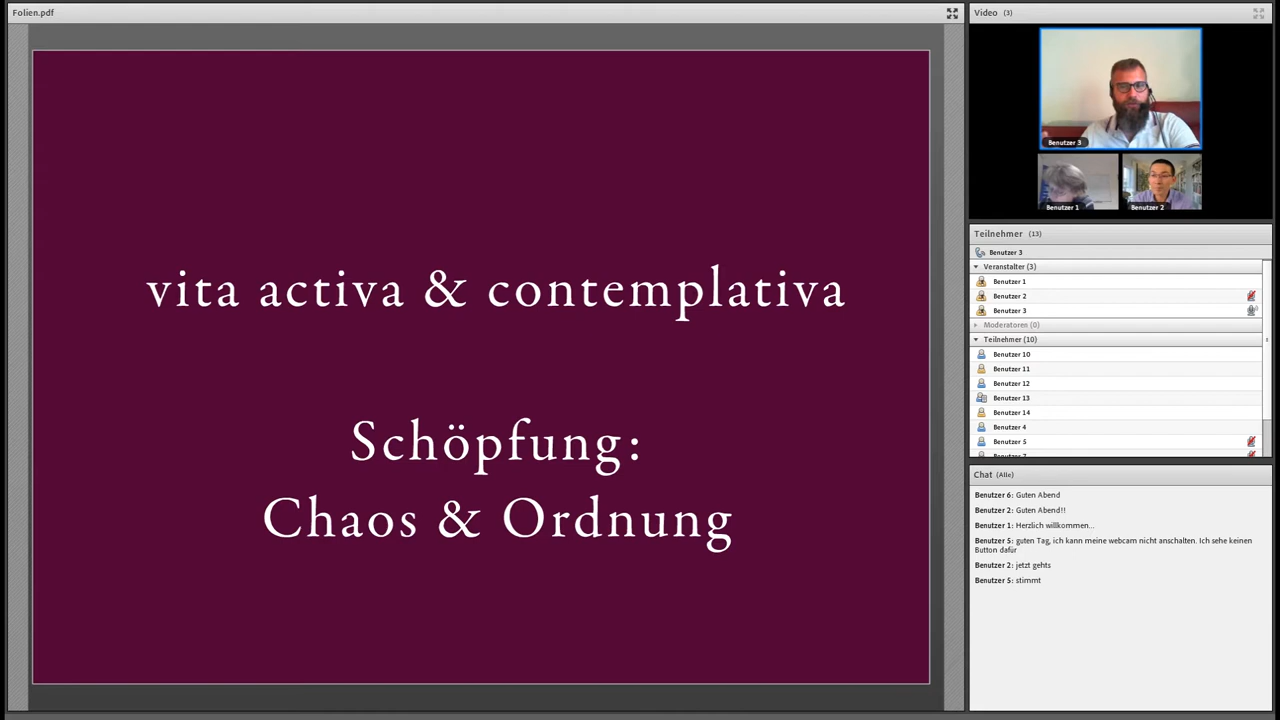 Folien.pdf
vita activa & contemplativa
Schöpfung:
Chaos & Ordnung
Video (3)
Benutzer 3
Benutzer 1
Benutzer 2
Teilnehmer (13)
Benutzer 3
Veranstalter (3)
Benutzer 1
Benutzer 2
Benutzer 3
Moderatoren (0)
Teilnehmer (10)
Benutzer 10
Benutzer 11
Benutzer 12
Benutzer 13
Benutzer 14
Benutzer 4
Benutzer 5
Chat (Alle)
Benutzer 6: Guten Abend
Benutzer 2: Guten Abend!!
Benutzer 1: Herzlich willkommen...
Benutzer 5: guten Tag, ich kann meine webcam nicht anschalten. Ich sehe keinen
Button dafür
Benutzer 2: jetzt gehts
Benutzer 5: stimmt